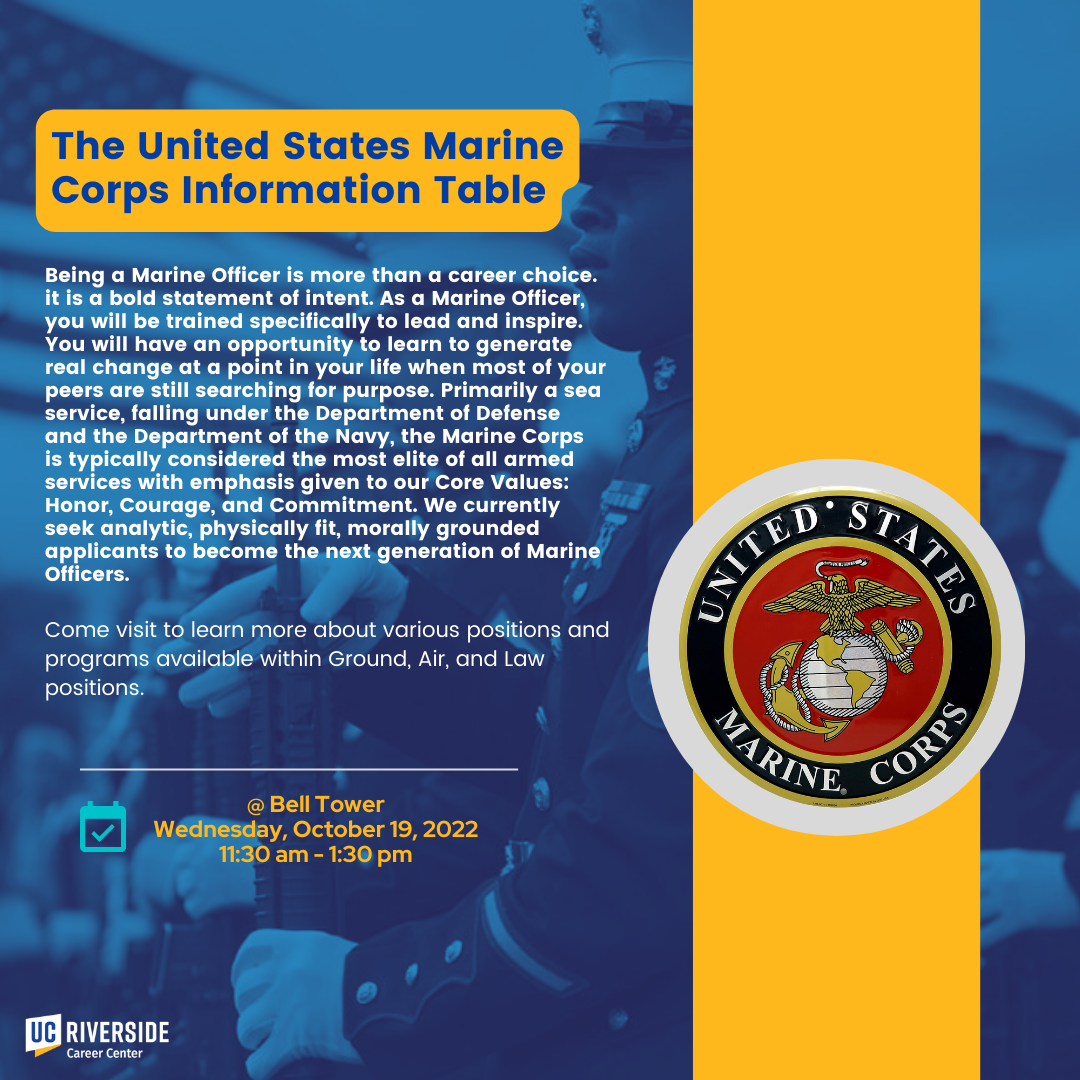 The United States Marine
Corps Information Table
Being a Marine Officer is more than a career choice.
it is a bold statement of intent. As a Marine Officer,
you will be trained specifically to lead and inspire.
You will have an opportunity to learn to generate
real change at a point in your life when most of your
peers are still searching for purpose. Primarily a sea
service, falling under the Department of Defense
and the Department of the Navy, the Marine Corps
is typically considered the most elite of all armed
services with emphasis given to our Core Values:
Honor, Courage, and Commitment. We currently
seek analytic, physically fit, morally grounded
applicants to become the next generation of Marine
Officers.
Come visit to learn more about various positions and
programs available within Ground, Air, and Law
positions.
UNITED STATES
MARINE CORPS
@ Bell Tower
Wednesday, October 19, 2022
11:30 am - 1:30 pm
UC RIVERSIDE
Career Center